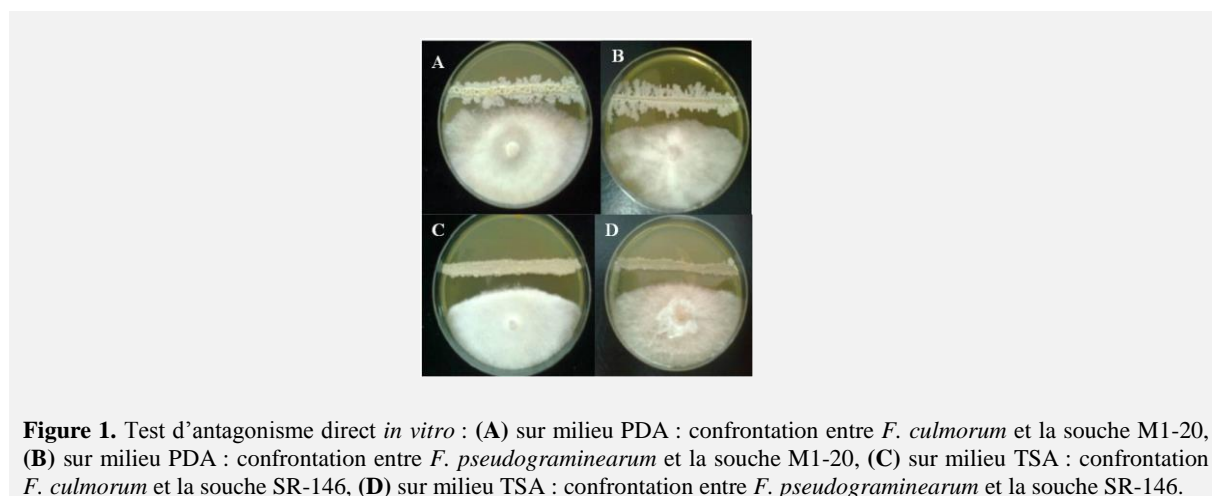 A
B
C
D
Figure 1. Test d'antagonisme direct in vitro : (A) sur milieu PDA : confrontation entre F. culmorum et la souche M1-20,
(B) sur milieu PDA : confrontation entre F. pseudograminearum et la souche M1-20, (C) sur milieu TSA : confrontation
F. culmorum et la souche SR-146, (D) sur milieu TSA : confrontation entre F. pseudograminearum et la souche SR-146.